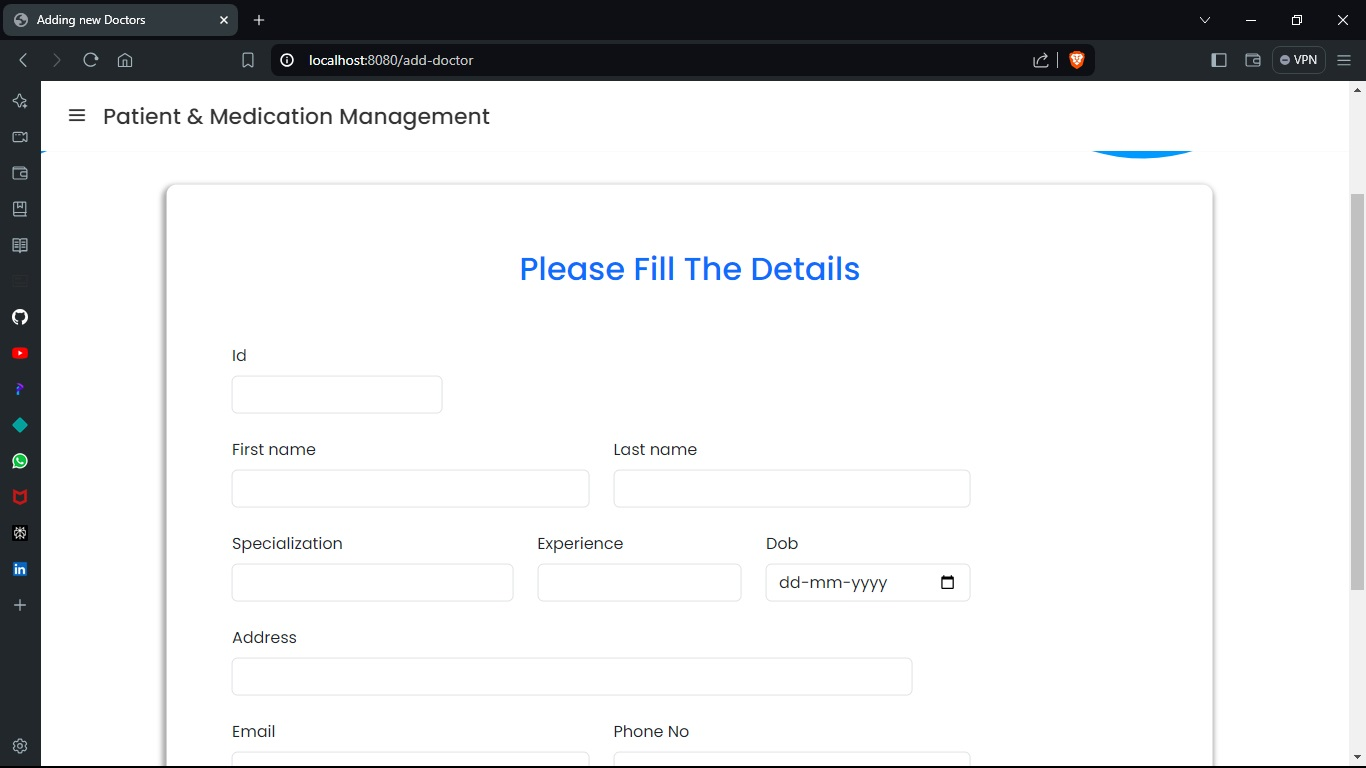 Adding new Doctors
localhost:8080/add-doctor
VPN
Patient & Medication Management
Please Fill The Details
Id
First name Last name
Specialization Experience Dob
dd-mm-yyyy
Address
Email Phone No